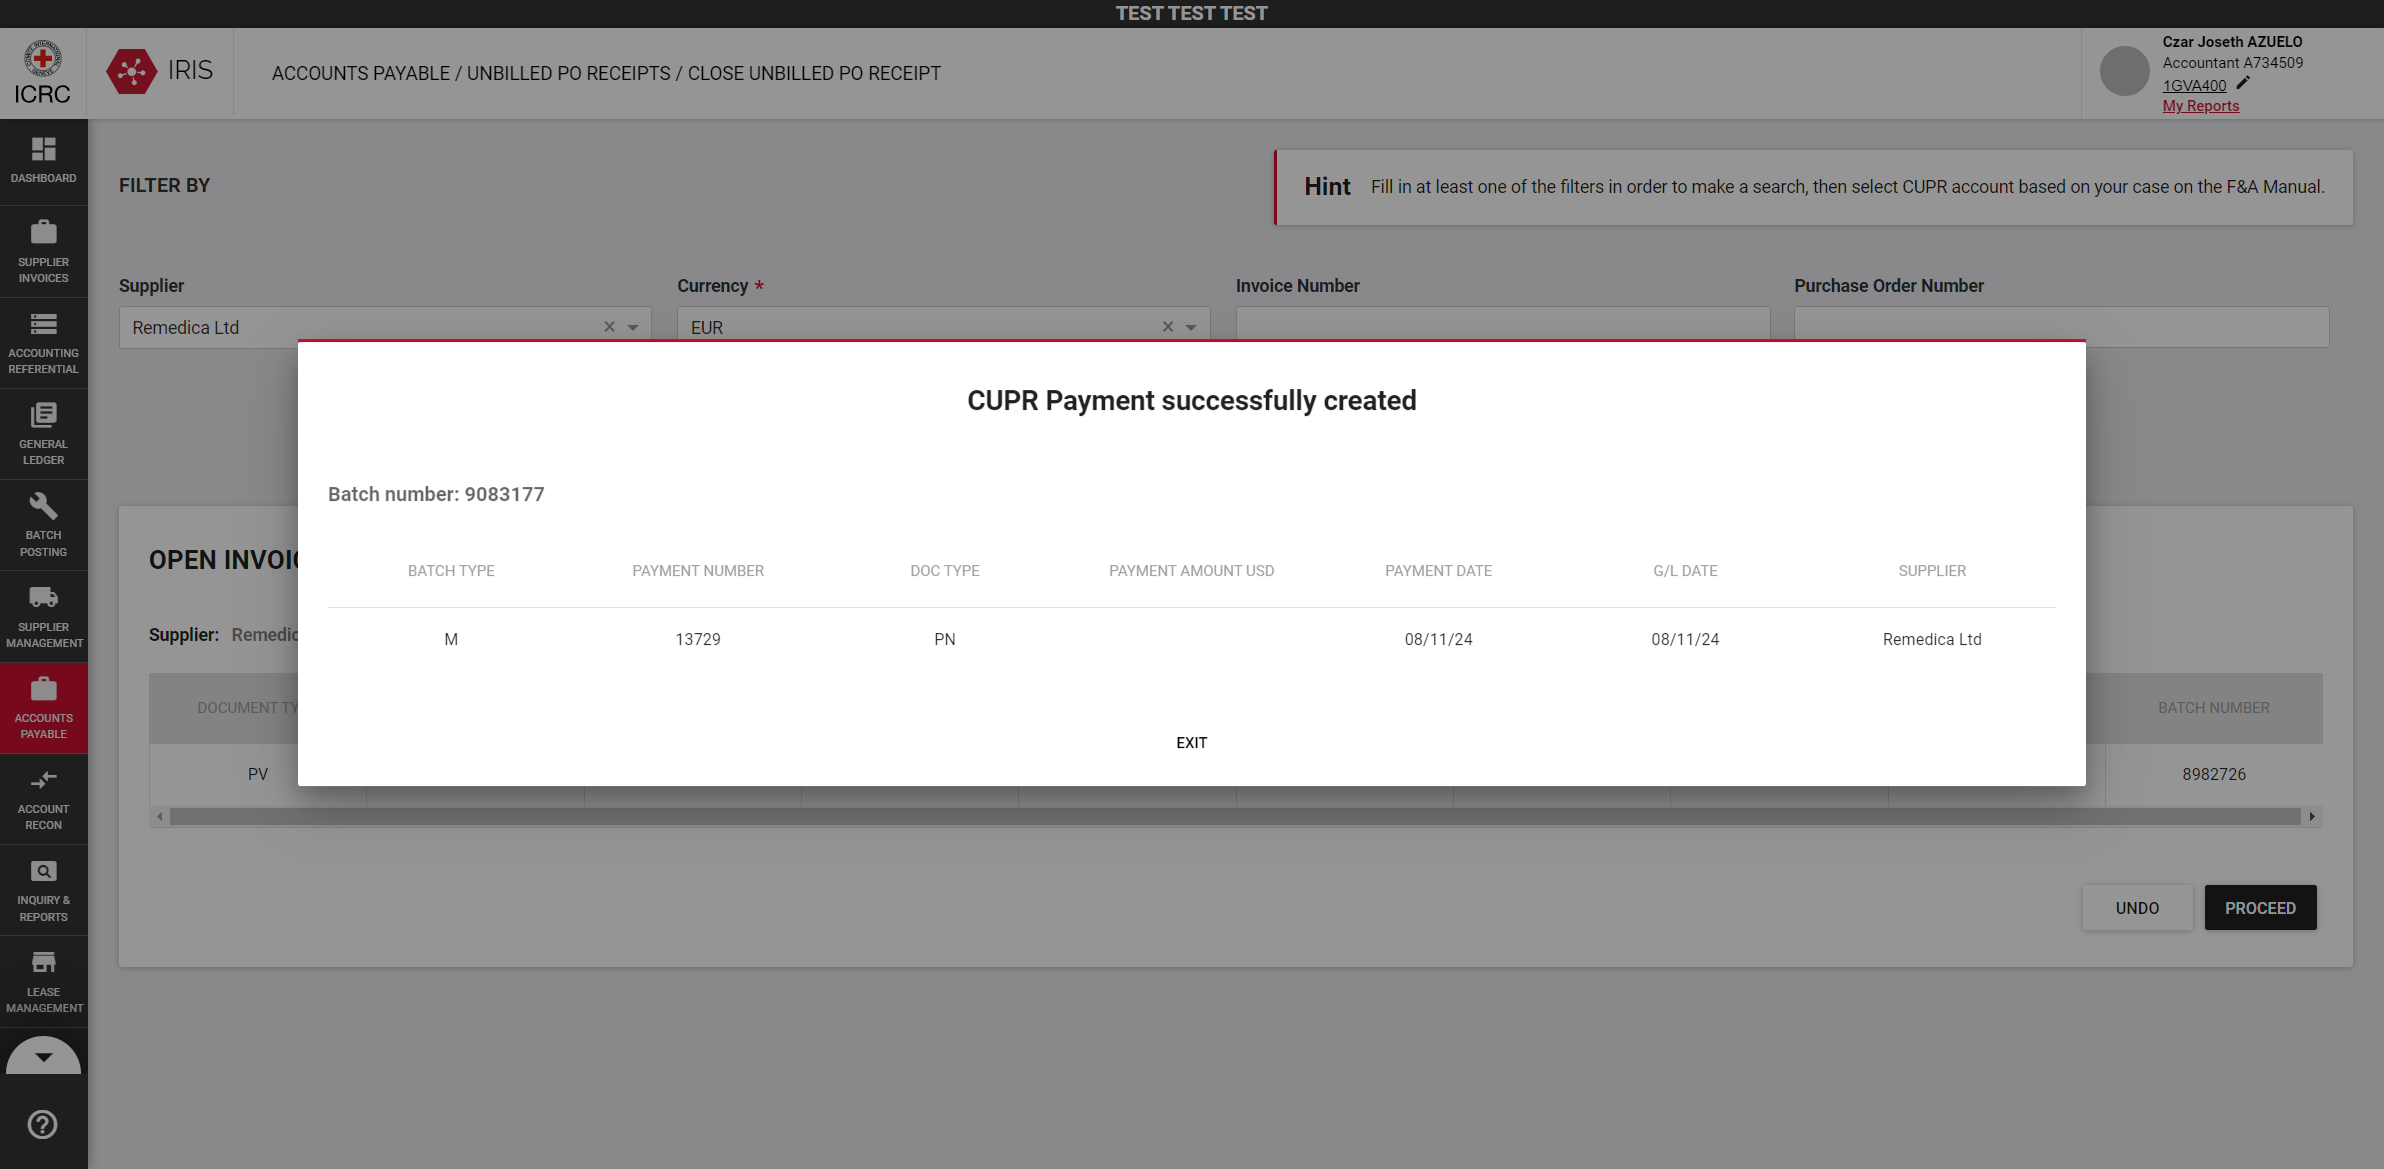 TEST TEST TEST
ICRC
IRIS
ACCOUNTS PAYABLE / UNBILLED PO RECEIPTS / CLOSE UNBILLED PO RECEIPT
Czar Joseth AZUELO
Accountant A734509
1GVA400
My Reports
DASHBOARD
SUPPLIER
INVOICES
ACCOUNTING
REFERENTIAL
GENERAL
LEDGER
BATCH
POSTING
SUPPLIER
MANAGEMENT
ACCOUNTS
PAYABLE
ACCOUNT
RECON
INQUIRY &
REPORTS
LEASE
MANAGEMENT
FILTER BY
Hint Fill in at least one of the filters in order to make a search, then select CUPR account based on your case on the F&A Manual.
Supplier Currency * Invoice Number Purchase Order Number
Remedica Ltd EUR
CUPR Payment successfully created
Batch number: 9083177
BATCH TYPE PAYMENT NUMBER DOC TYPE PAYMENT AMOUNT USD PAYMENT DATE G/L DATE SUPPLIER
M 13729 PN 08/11/24 08/11/24 Remedica Ltd
EXIT
OPEN INVOI
Supplier: Remedic
DOCUMENT TY BATCH NUMBER
PV 8982726
UNDO PROCEED